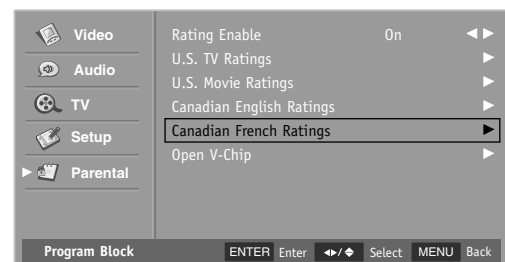 Video
Audio
TV
Setup
Parental
Rating Enable On
U.S. TV Ratings
U.S. Movie Ratings
Canadian English Ratings
Canadian French Ratings
Open V-Chip
Program Block ENTER Enter Select MENU Back